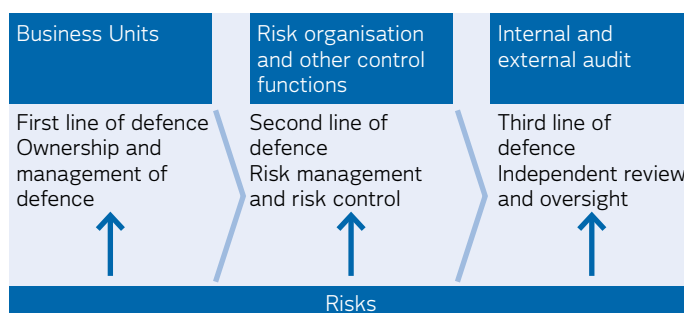 Business Units
First line of defence
Ownership and
management of
defence
Risk organisation
and other control
functions
Second line of
defence
Risk management
and risk control
Internal and
external audit
Third line of
defence
Independent review
and oversight
Risks